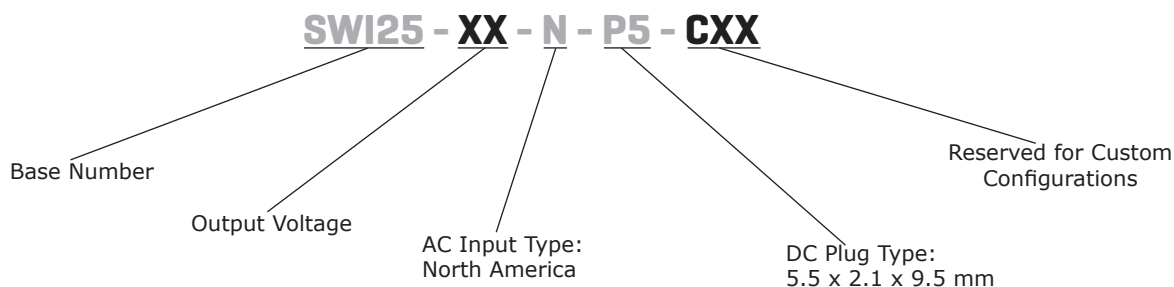 SWI25 - XX - N - P5 - CXX
Base Number
Output Voltage
AC Input Type:
North America
DC Plug Type:
5.5 x 2.1 x 9.5 mm
Reserved for Custom
Configurations